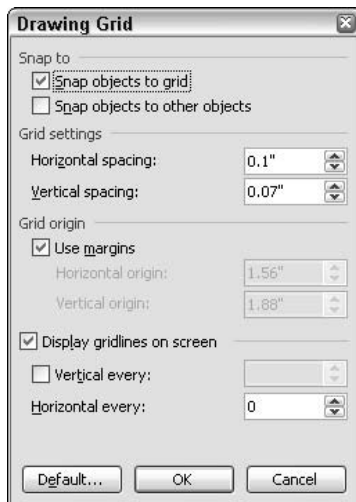 Drawing Grid
Snap to
Snap objects to grid
Snap objects to other objects
Grid settings
Horizontal spacing: 0.1"
Vertical spacing: 0.07"
Grid origin
Use margins
Horizontal origin: 1.56"
Vertical origin: 1.88"
Display gridlines on screen
Vertical every:
Horizontal every: 0
Default... OK Cancel